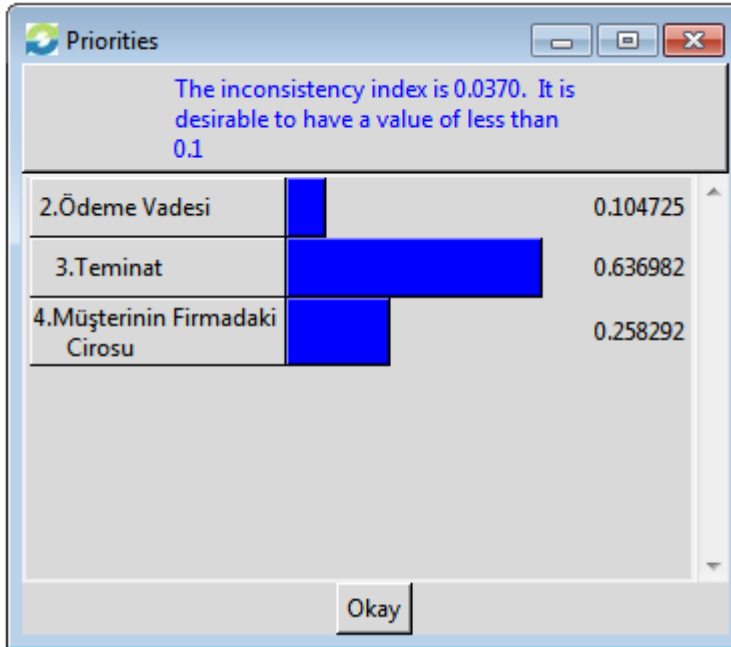 Priorities
The inconsistency index is 0.0370. It is
desirable to have a value of less than
0.1
2.Ödeme Vadesi 0.104725
3.Teminat 0.636982
4.Müşterinin Firmadaki
Cirosu 0.258292
Okay